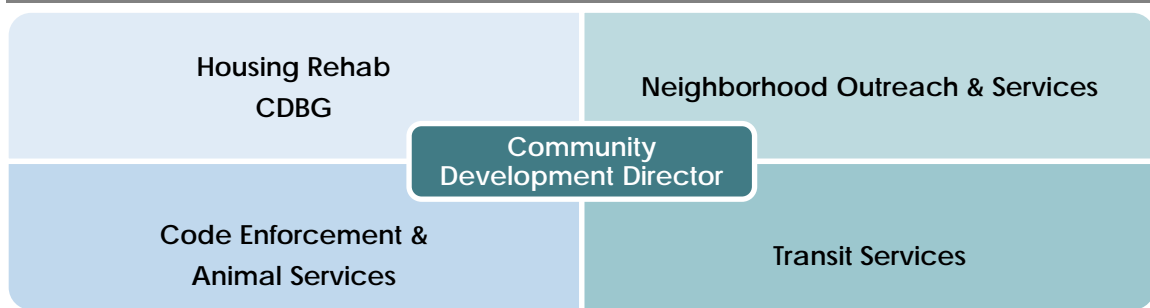 Housing Rehab
CDBG
Neighborhood Outreach & Services
Community
Development Director
Code Enforcement &
Animal Services
Transit Services